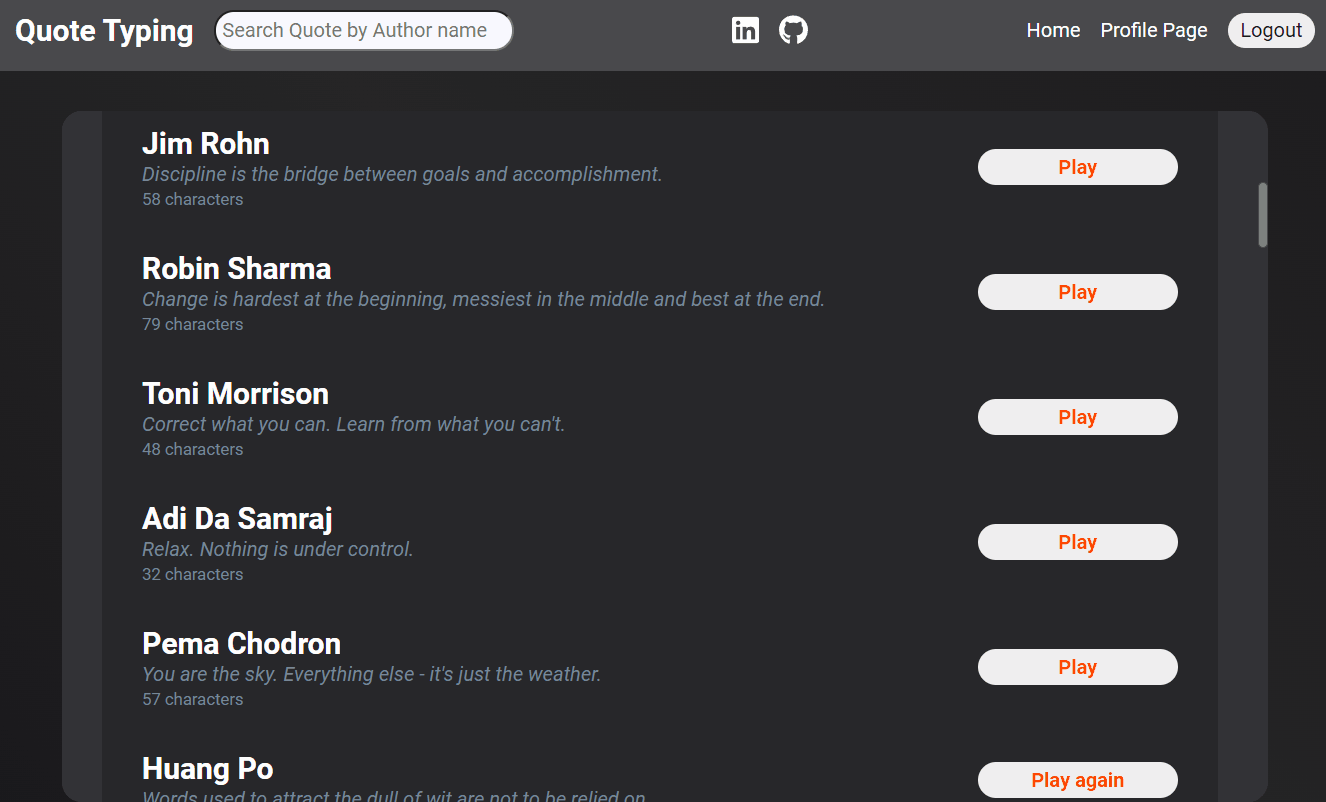 Quote Typing
Search Quote by Author name
in
Home
Profile Page
Logout
Jim Rohn
Discipline is the bridge between goals and accomplishment.
58 characters
Play
Robin Sharma
Change is hardest at the beginning, messiest in the middle and best at the end.
79 characters
Play
Toni Morrison
Correct what you can. Learn from what you can't.
48 characters
Play
Adi Da Samraj
Relax. Nothing is under control.
32 characters
Play
Pema Chodron
You are the sky. Everything else - it's just the weather.
57 characters
Play
Huang Po
Words used to attract the dull of wit are not to be relied on
Play again